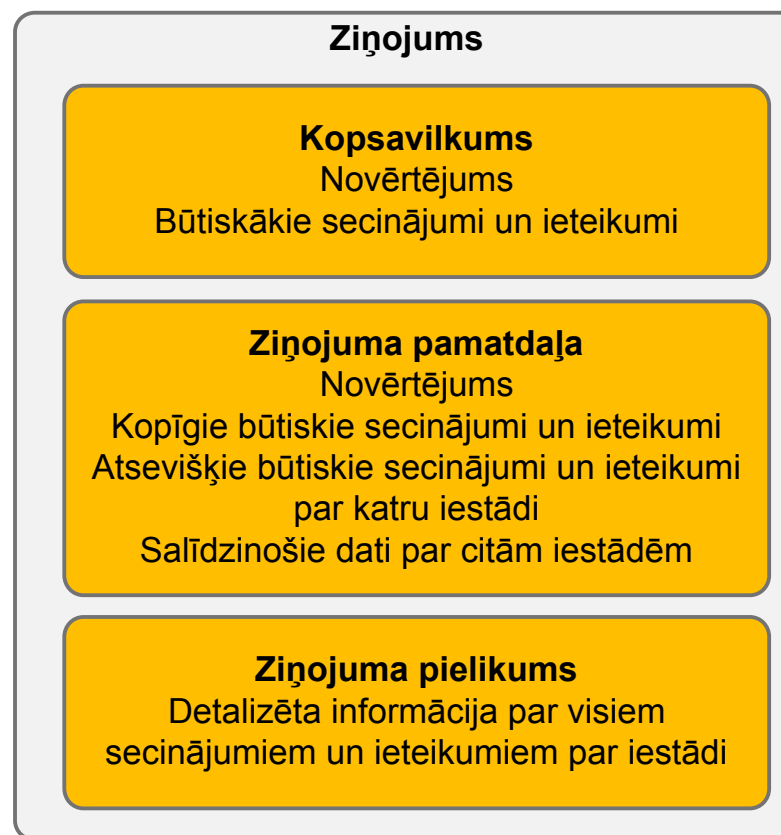 Ziņojums
Kopsavilkums
Novērtējums
Būtiskākie secinājumi un ieteikumi
Ziņojuma pamatdaļa
Novērtējums
Kopīgie būtiskie secinājumi un ieteikumi
Atsevišķie būtiskie secinājumi un ieteikumi
par katru iestādi
Salīdzinošie dati par citām iestādēm
Ziņojuma pielikums
Detalizēta informācija par visiem
secinājumiem un ieteikumiem par iestādi